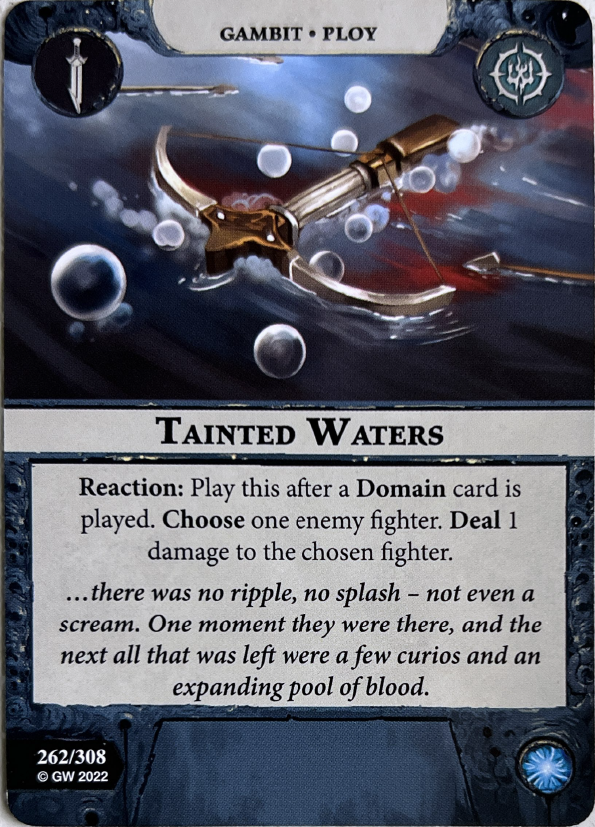 GAMBIT • PLOY
TAINTED WATERS
Reaction: Play this after a Domain card is
played. Choose one enemy fighter. Deal 1
damage to the chosen fighter.
...there was no ripple, no splash – not even a
scream. One moment they were there, and the
next all that was left were a few curios and an
expanding pool of blood.
262/308
© GW 2022